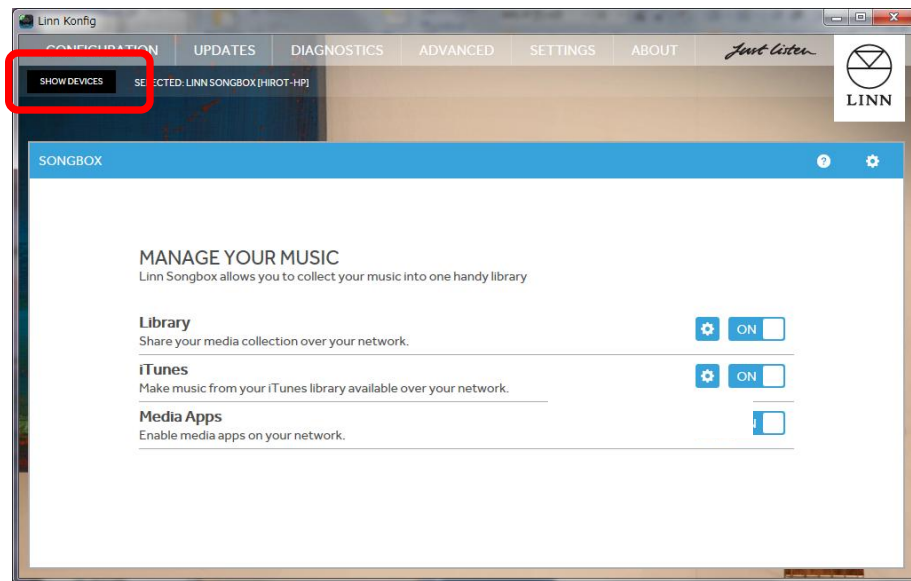 Linn Konfig
CONFIGURATION UPDATES DIAGNOSTICS ADVANCED SETTINGS ABOUT Just listen
SHOW DEVICES SELECTED: LINN SONGBOX [HIROT-HP]
LINN
SONGBOX
MANAGE YOUR MUSIC
Linn Songbox allows you to collect your music into one handy library
Library
ON
Share your media collection over your network.
iTunes
ON
Make music from your iTunes library available over your network.
Media Apps
Enable media apps on your network.